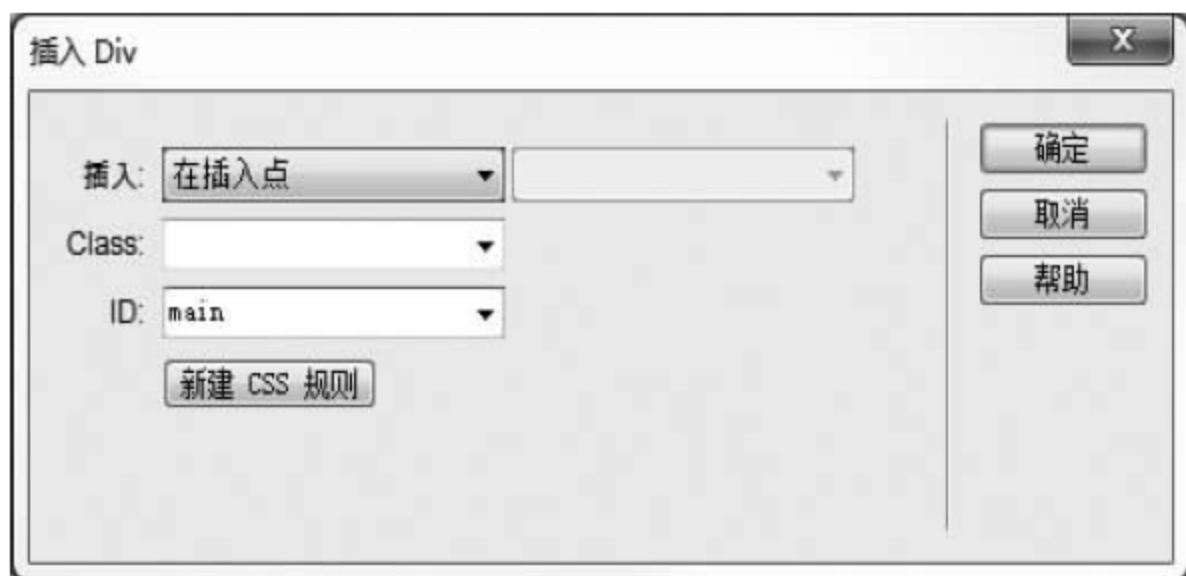 插入 Div
X
插入: 在插入点
确定
取消
Class:
帮助
ID: main
新建 CSS 规则